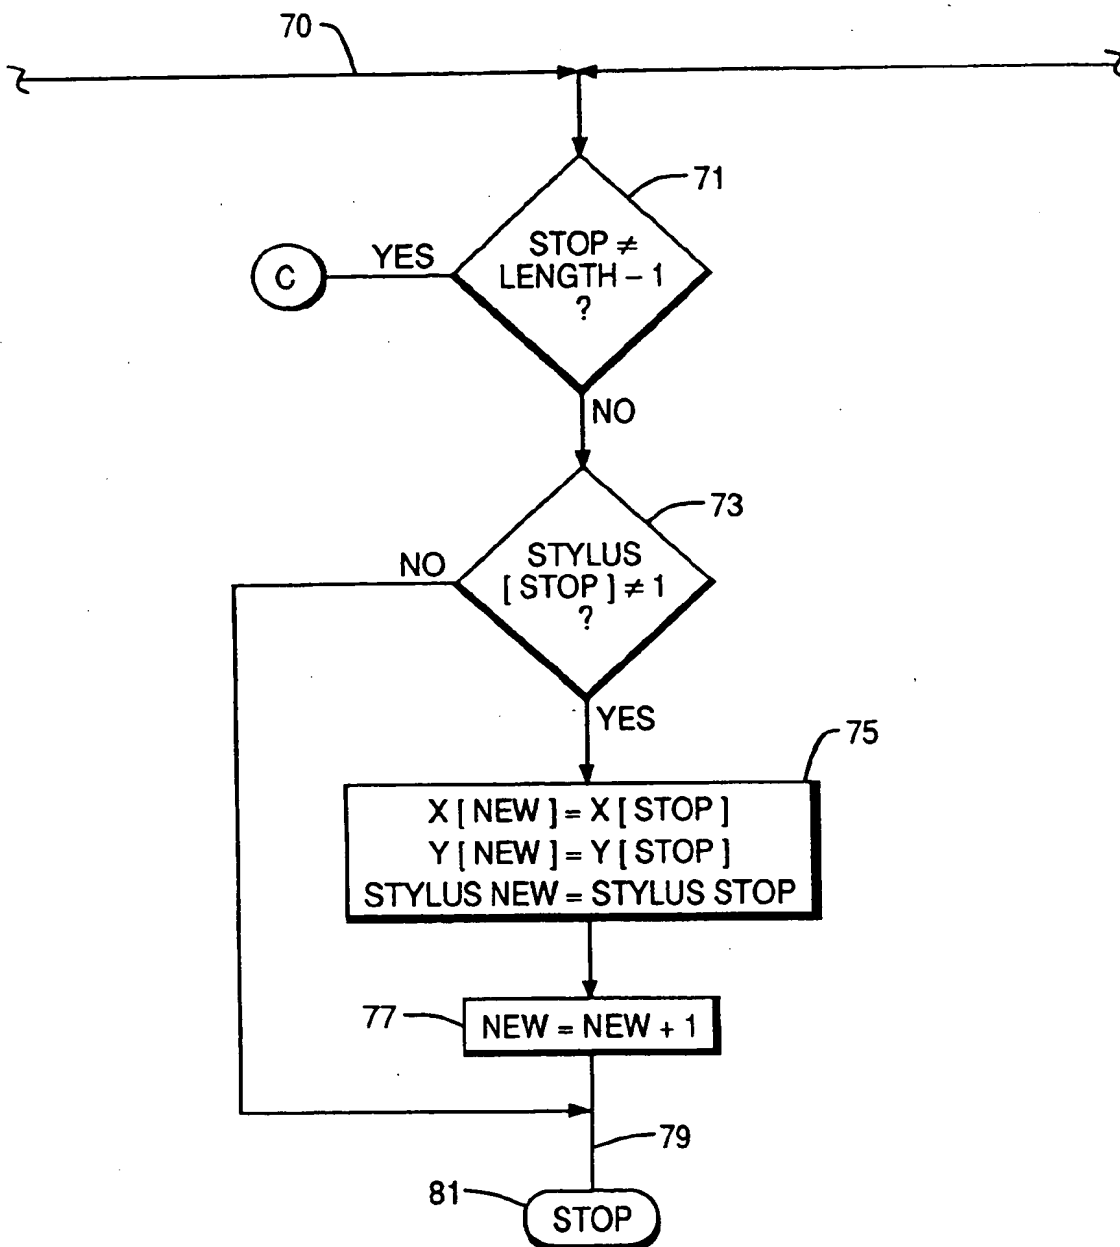 70
71
STOP ≠
LENGTH – 1
?
YES
C
NO
73
STYLUS
[ STOP ] ≠ 1
?
NO
YES
75
X [ NEW ] = X [ STOP ]
Y [ NEW ] = Y [ STOP ]
STYLUS NEW = STYLUS STOP
77
NEW = NEW + 1
79
81
STOP